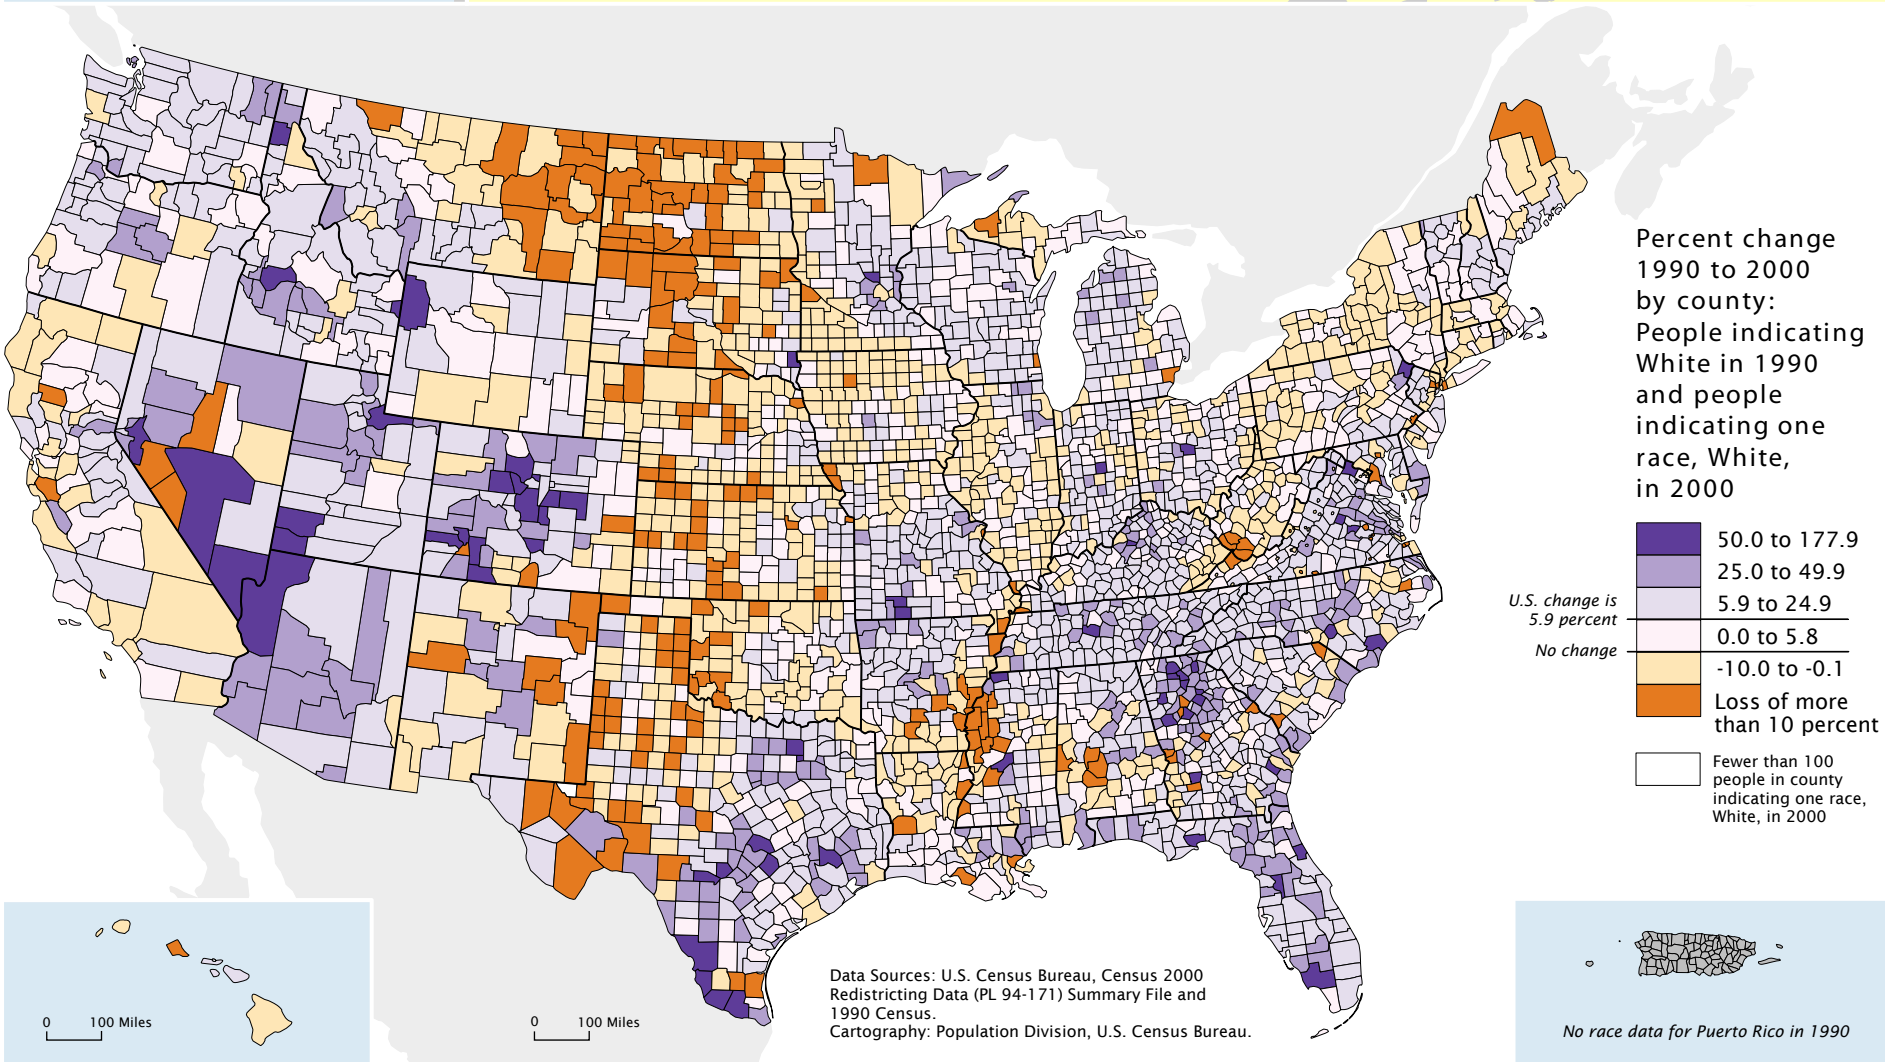 Percent change
1990 to 2000
by county:
People indicating
White in 1990
and people
indicating one
race, White,
in 2000
50.0 to 177.9
25.0 to 49.9
5.9 to 24.9
0.0 to 5.8
-10.0 to -0.1
Loss of more
than 10 percent
U.S. change is
5.9 percent
No change
Fewer than 100
people in county
indicating one race,
White, in 2000
0 100 Miles
0 100 Miles
Data Sources: U.S. Census Bureau, Census 2000
Redistricting Data (PL 94-171) Summary File and
1990 Census.
Cartography: Population Division, U.S. Census Bureau.
No race data for Puerto Rico in 1990